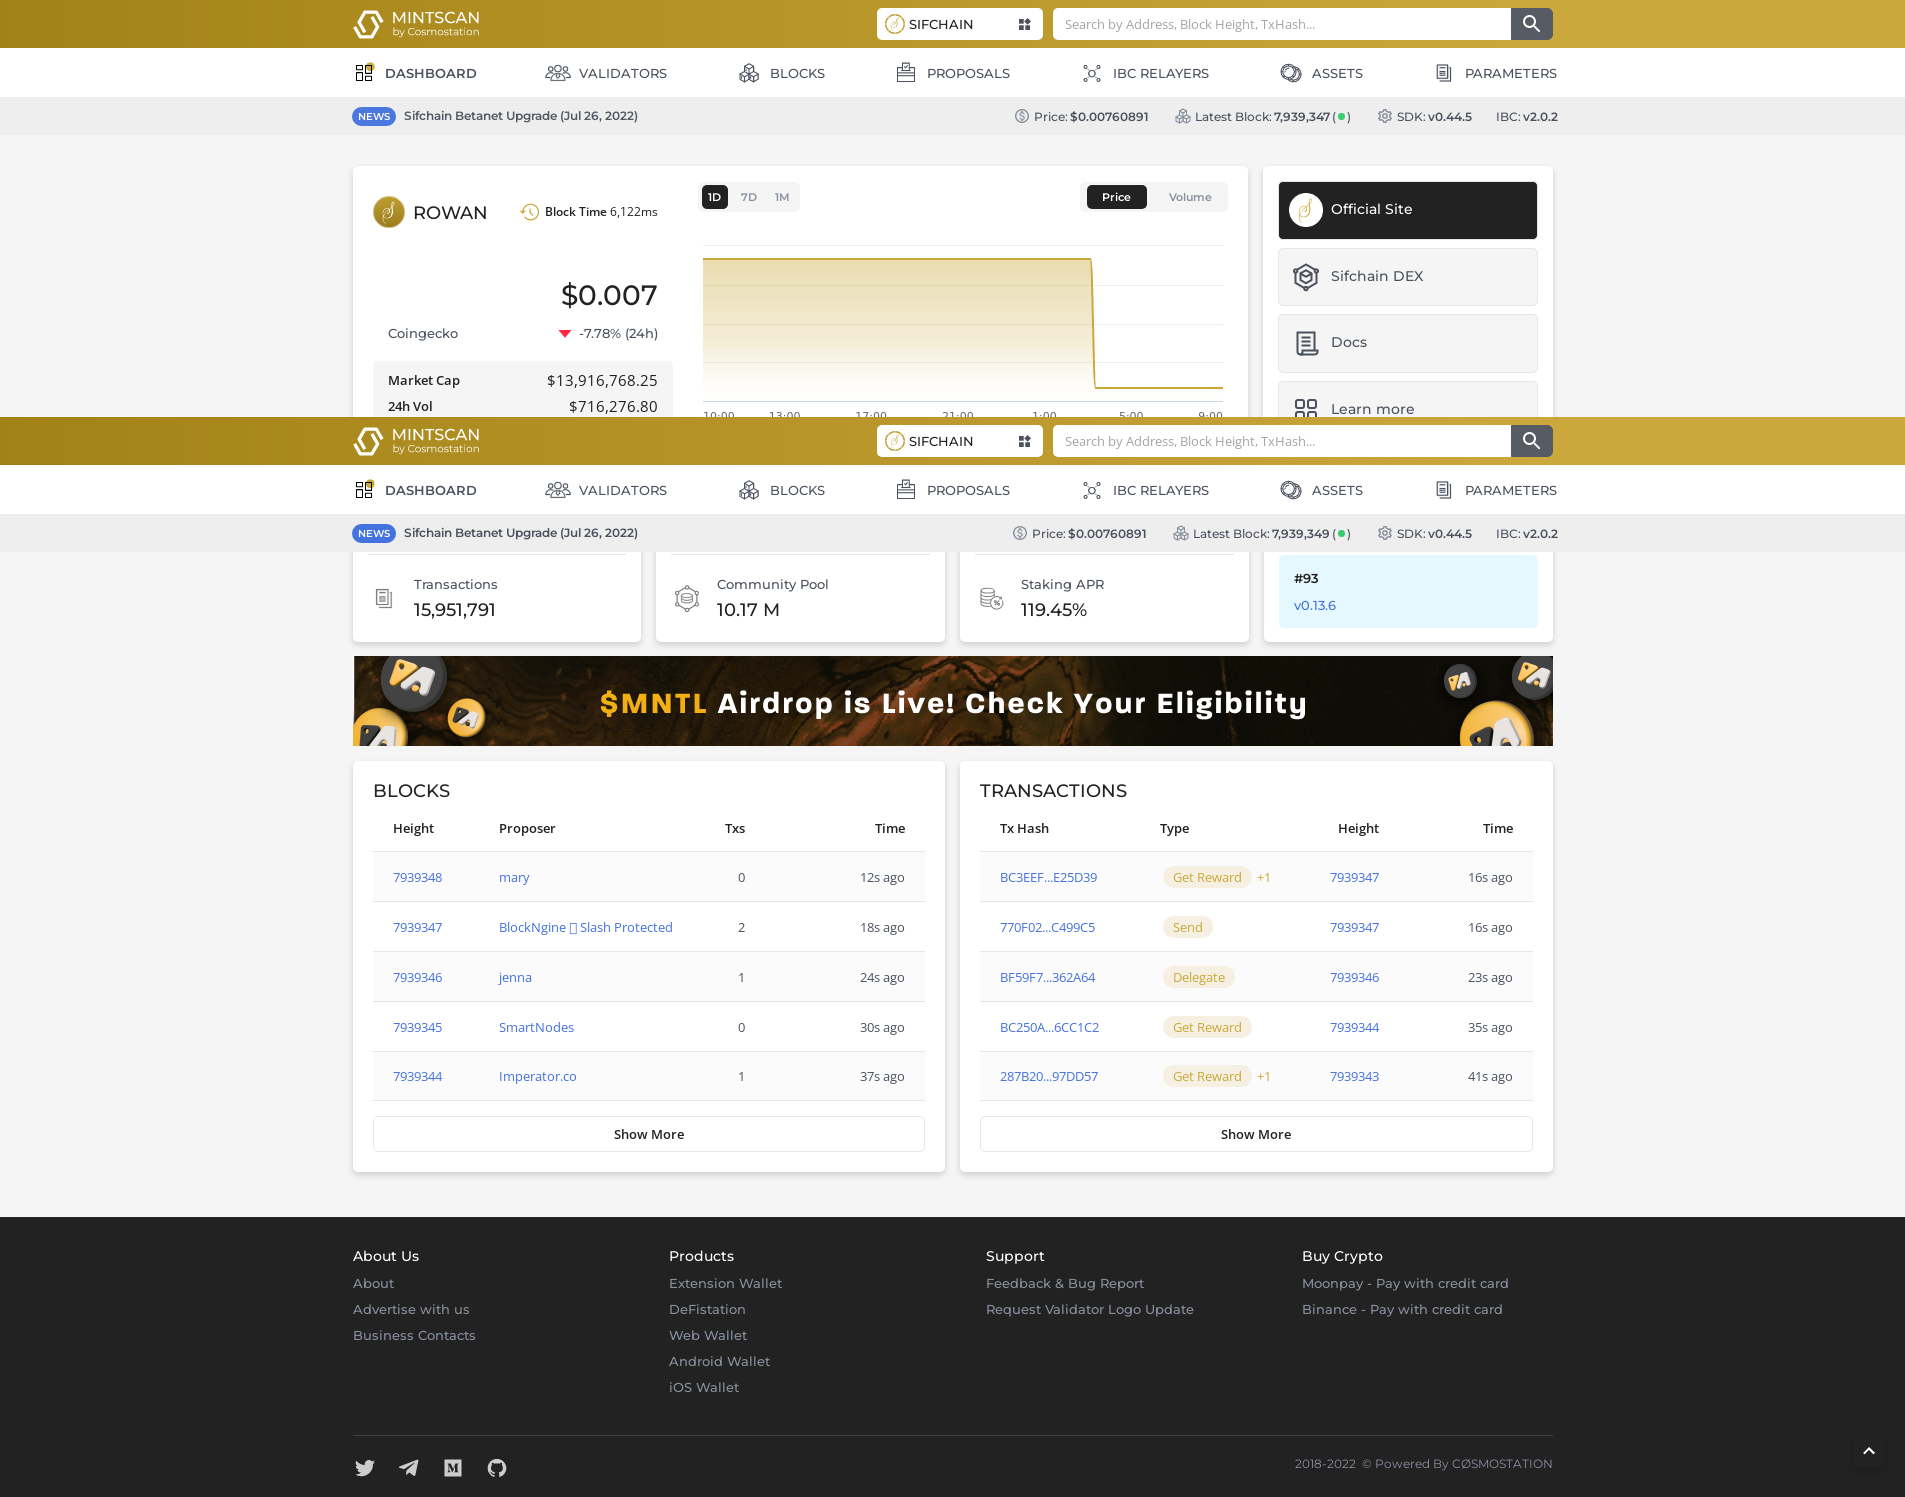 MINTSCAN
by Cosmostation
SIFCHAIN
Search by Address, Block Height, TxHash...
DASHBOARD VALIDATORS BLOCKS PROPOSALS IBC RELAYERS ASSETS PARAMETERS
NEWS Sifchain Betanet Upgrade (Jul 26, 2022) Price: $0.00760891 Latest Block: 7,939,347 ( ) SDK: v0.44.5 IBC: v2.0.2
ROWAN
Block Time 6,122ms
$0.007
Coingecko -7.78% (24h)
Market Cap $13,916,768.25
24h Vol $716,276.80
1D 7D 1M
Price Volume
10:00 13:00 17:00 21:00 1:00 5:00 9:00
Official Site
Sifchain DEX
Docs
Learn more
MINTSCAN
by Cosmostation
SIFCHAIN
Search by Address, Block Height, TxHash...
DASHBOARD VALIDATORS BLOCKS PROPOSALS IBC RELAYERS ASSETS PARAMETERS
NEWS Sifchain Betanet Upgrade (Jul 26, 2022) Price: $0.00760891 Latest Block: 7,939,349 ( ) SDK: v0.44.5 IBC: v2.0.2
Transactions
15,951,791
Community Pool
10.17 M
Staking APR
119.45%
#93
v0.13.6
$MNTL Airdrop is Live! Check Your Eligibility
BLOCKS
Height Proposer Txs Time
7939348 mary 0 12s ago
7939347 BlockNgine Slash Protected 2 18s ago
7939346 jenna 1 24s ago
7939345 SmartNodes 0 30s ago
7939344 Imperator.co 1 37s ago
Show More
TRANSACTIONS
Tx Hash Type Height Time
BC3EEF...E25D39 Get Reward +1 7939347 16s ago
770F02...C499C5 Send 7939347 16s ago
BF59F7...362A64 Delegate 7939346 23s ago
BC250A...6CC1C2 Get Reward 7939344 35s ago
287B20...97DD57 Get Reward +1 7939343 41s ago
Show More
About Us
About
Advertise with us
Business Contacts
Products
Extension Wallet
DeFistation
Web Wallet
Android Wallet
iOS Wallet
Support
Feedback & Bug Report
Request Validator Logo Update
Buy Crypto
Moonpay - Pay with credit card
Binance - Pay with credit card
2018-2022 © Powered By CØSMOSTATION